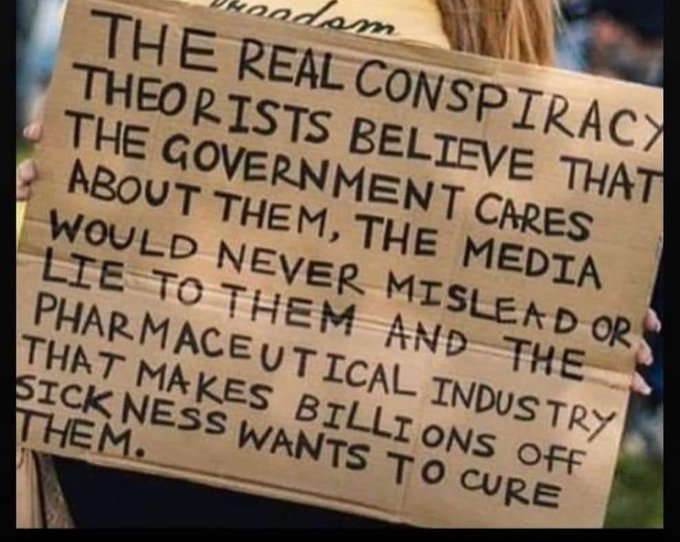 freedom
THE REAL CONSPIRACY
THEORISTS BELIEVE THAT
THE GOVERNMENT CARES
ABOUT THEM, THE MEDIA
WOULD NEVER MISLEAD OR
LIE TO THEM AND THE
PHARMACEUTICAL INDUSTRY
THAT MAKES BILLIONS OFF
SICKNESS WANTS TO CURE
THEM.